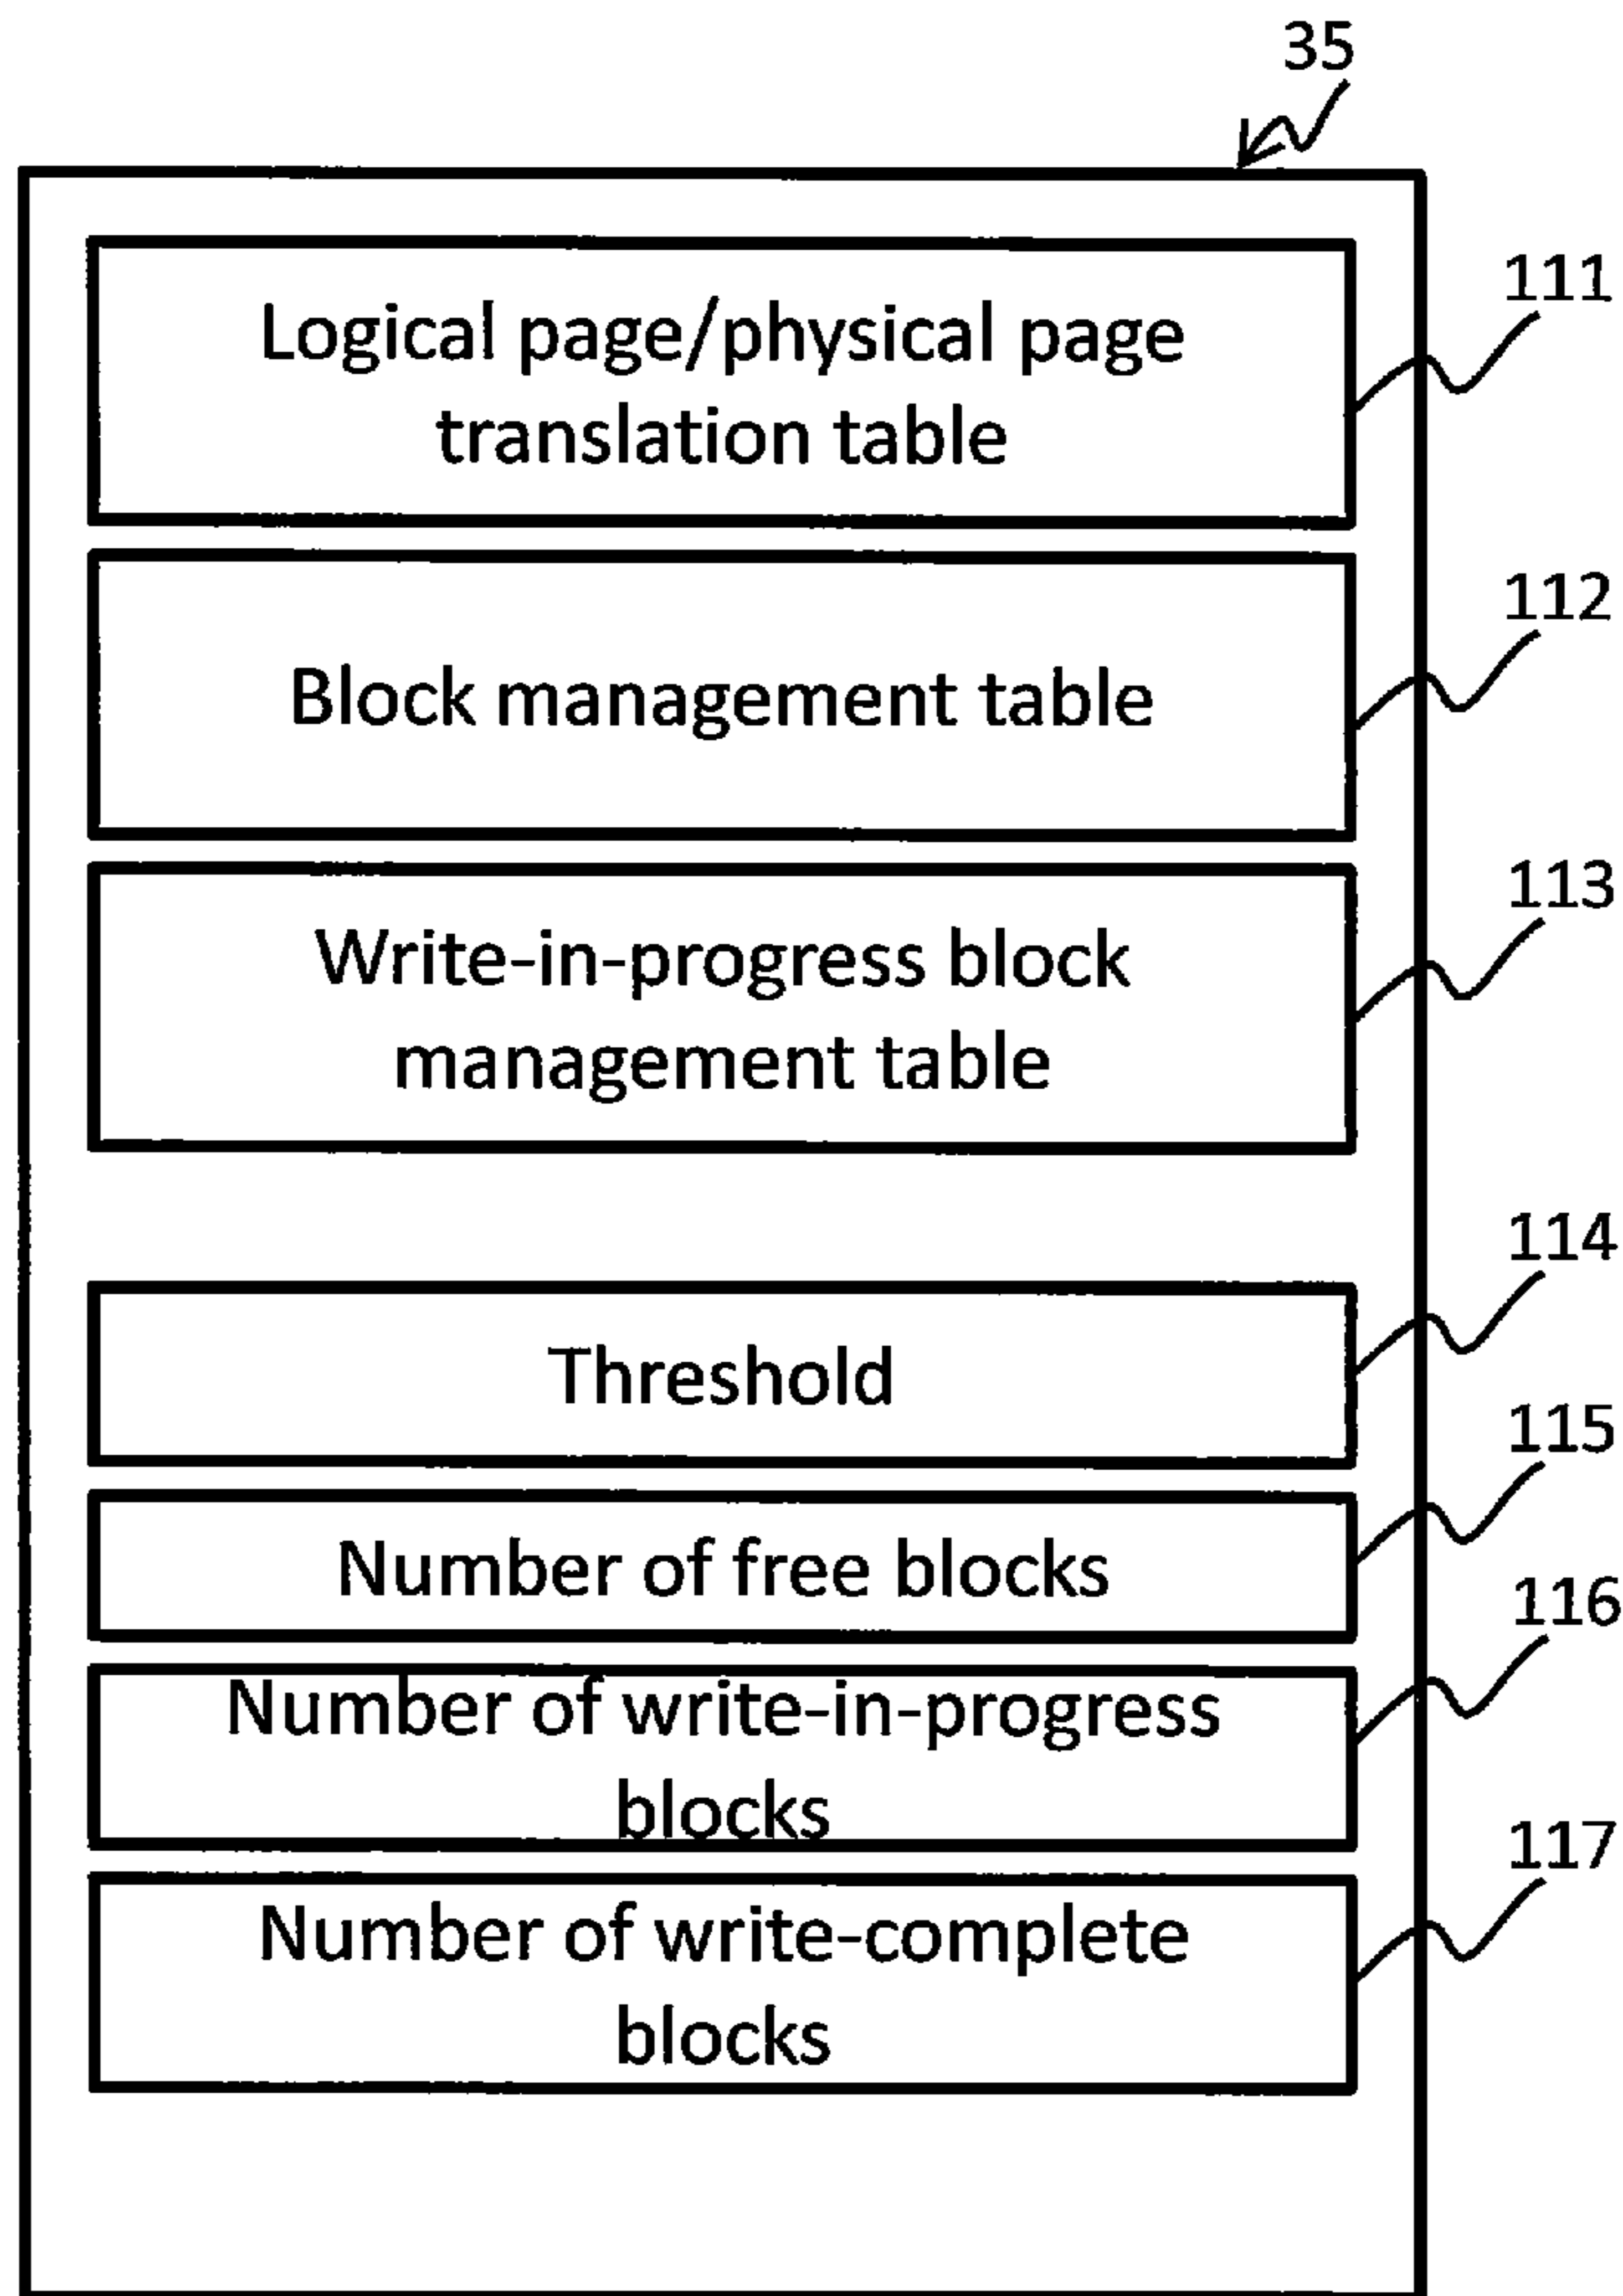 35
Logical page/physical page
translation table
111
Block management table
112
Write-in-progress block
management table
113
Threshold
114
Number of free blocks
115
Number of write-in-progress
blocks
116
Number of write-complete
blocks
117